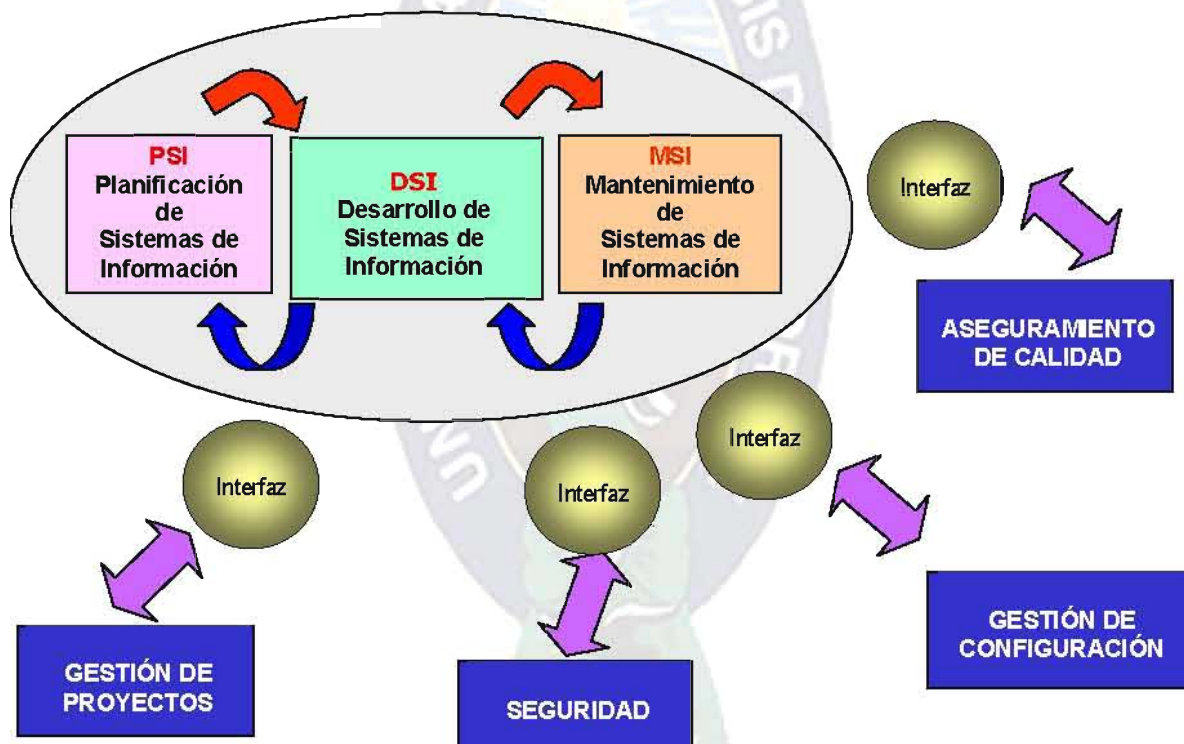 PSI
Planificación
de
Sistemas de
Información
DSI
Desarrollo de
Sistemas de
Información
MSI
Mantenimiento
de
Sistemas de
Información
Interfaz
ASEGURAMIENTO
DE CALIDAD
Interfaz
Interfaz
Interfaz
GESTIÓN DE
PROYECTOS
SEGURIDAD
GESTIÓN DE
CONFIGURACIÓN